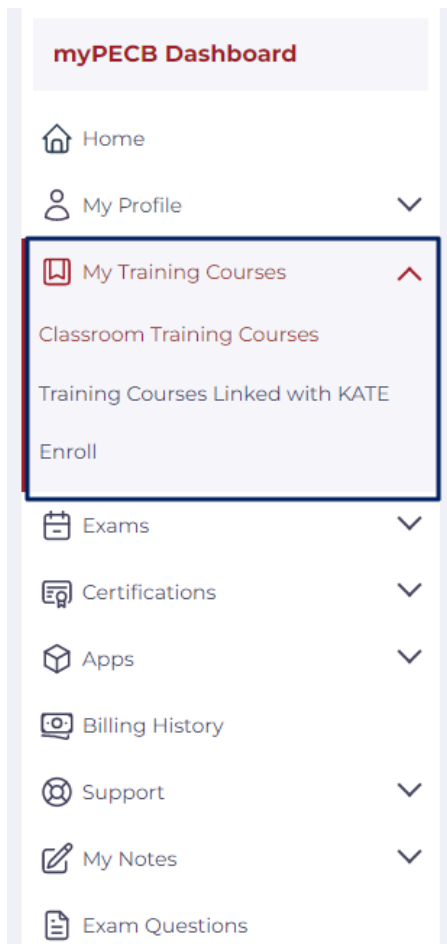 myPECB Dashboard
Home
My Profile
My Training Courses
Classroom Training Courses
Training Courses Linked with KATE
Enroll
Exams
Certifications
Apps
Billing History
Support
My Notes
Exam Questions